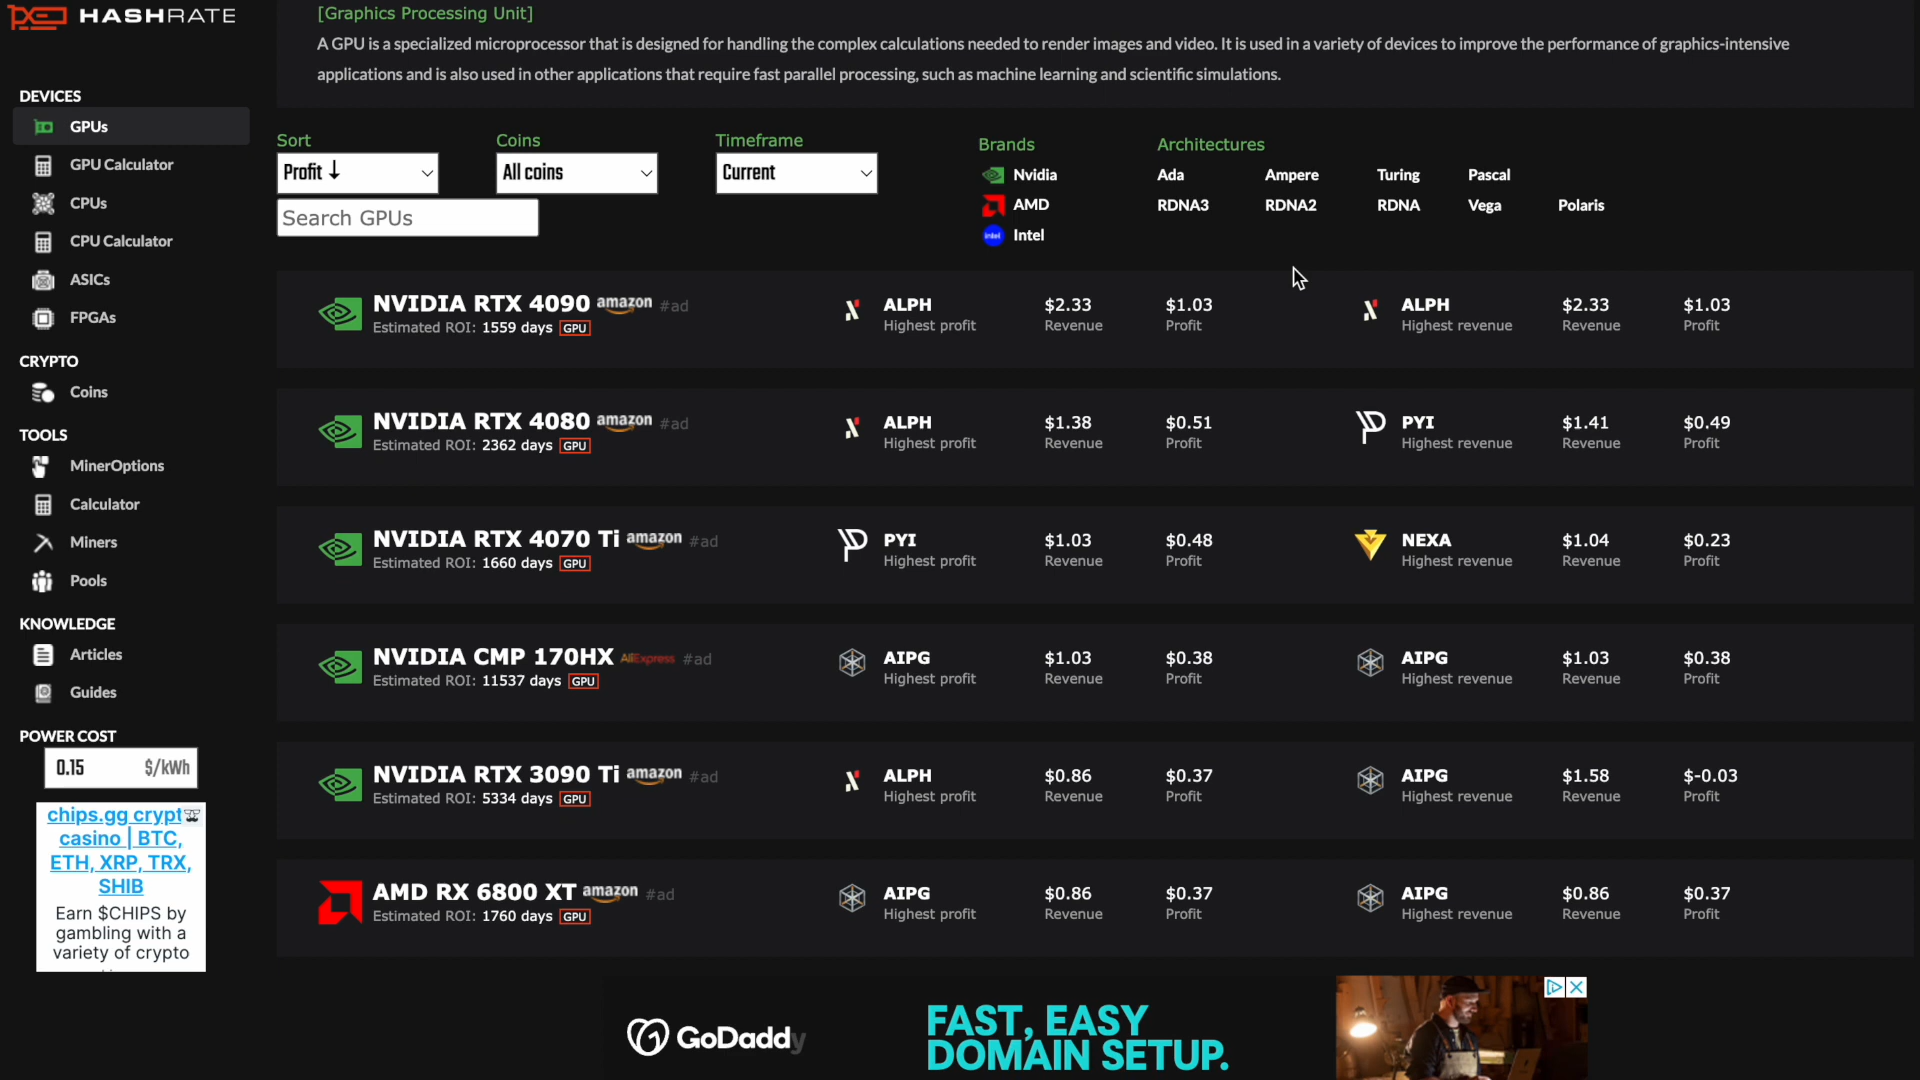 HASHRATE
DEVICES
GPUs
GPU Calculator
CPUs
CPU Calculator
ASICs
FPGAs
CRYPTO
Coins
TOOLS
MinerOptions
Calculator
Miners
Pools
KNOWLEDGE
Articles
Guides
POWER COST
0.15 $/kWh
chips.gg crypt
casino | BTC,
ETH, XRP, TRX,
SHIB
Earn $CHIPS by
gambling with a
variety of crypto
[Graphics Processing Unit]
A GPU is a specialized microprocessor that is designed for handling the complex calculations needed to render images and video. It is used in a variety of devices to improve the performance of graphics-intensive
applications and is also used in other applications that require fast parallel processing, such as machine learning and scientific simulations.
Sort Coins Timeframe
Profit ↓ All coins Current
Search GPUs
Brands Architectures
Nvidia Ada Ampere Turing Pascal
AMD RDNA3 RDNA2 RDNA Vega Polaris
intel Intel
NVIDIA RTX 4090 amazon #ad ALPH $2.33 $1.03 ALPH $2.33 $1.03
Estimated ROI: 1559 days GPU Highest profit Revenue Profit Highest revenue Revenue Profit
NVIDIA RTX 4080 amazon #ad ALPH $1.38 $0.51 PYI $1.41 $0.49
Estimated ROI: 2362 days GPU Highest profit Revenue Profit Highest revenue Revenue Profit
NVIDIA RTX 4070 Ti amazon #ad PYI $1.03 $0.48 NEXA $1.04 $0.23
Estimated ROI: 1660 days GPU Highest profit Revenue Profit Highest revenue Revenue Profit
NVIDIA CMP 170HX AliExpress #ad AIPG $1.03 $0.38 AIPG $1.03 $0.38
Estimated ROI: 11537 days GPU Highest profit Revenue Profit Highest revenue Revenue Profit
NVIDIA RTX 3090 Ti amazon #ad ALPH $0.86 $0.37 AIPG $1.58 $-0.03
Estimated ROI: 5334 days GPU Highest profit Revenue Profit Highest revenue Revenue Profit
AMD RX 6800 XT amazon #ad AIPG $0.86 $0.37 AIPG $0.86 $0.37
Estimated ROI: 1760 days GPU Highest profit Revenue Profit Highest revenue Revenue Profit
GoDaddy
FAST, EASY
DOMAIN SETUP.